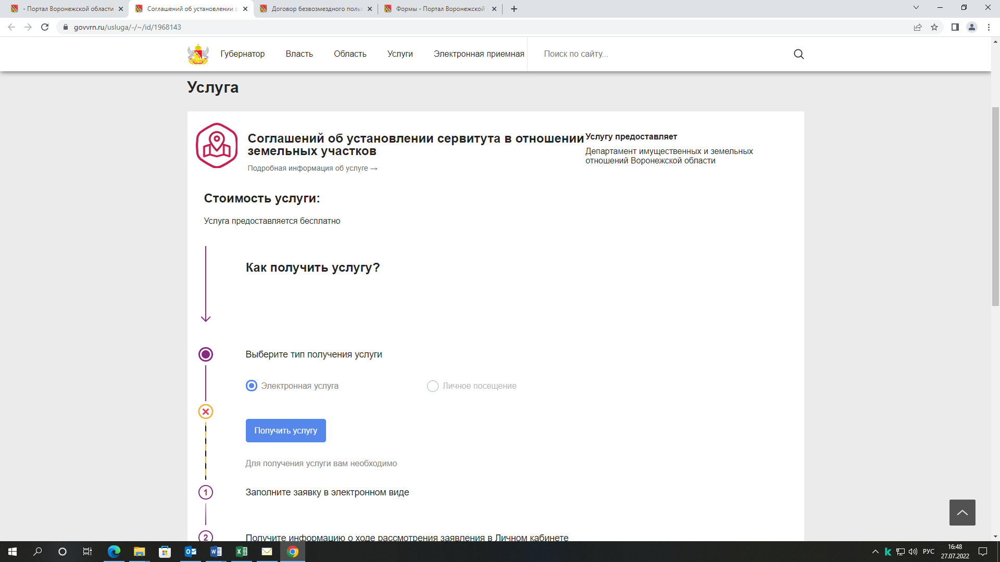 - Портал Воронежской области
Соглашений об установлении с
Договор безвозмездного польз
Формы - Портал Воронежской
govvrn.ru/usluga/-/~/id/1968143
Губернатор
Власть
Область
Услуги
Электронная приемная
Поиск по сайту...
Услуга
Соглашений об установлении сервитута в отношении
земельных участков
Подробная информация об услуге →
Услугу предоставляет
Департамент имущественных и земельных
отношений Воронежской области
Стоимость услуги:
Услуга предоставляется бесплатно
Как получить услугу?
Выберите тип получения услуги
Электронная услуга
Личное посещение
Получить услугу
Для получения услуги вам необходимо
1
Заполните заявку в электронном виде
2
Получите информацию о ходе рассмотрения заявления в Личном кабинете
РУС
16:48
27.07.2022